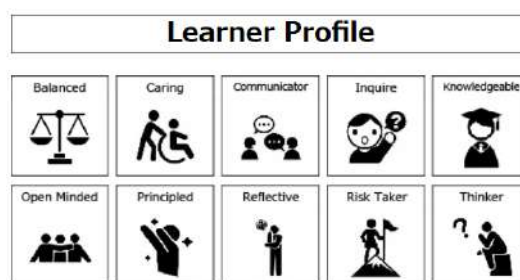 Learner Profile
Balanced Caring Communicator Inquire Knowledgeable
Open Minded Principled Reflective Risk Taker Thinker